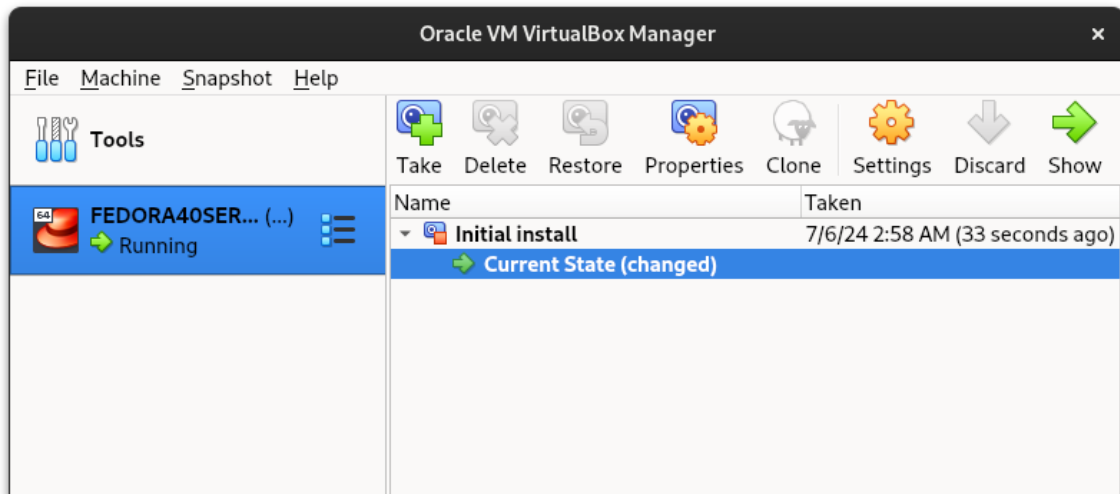 Oracle VM VirtualBox Manager
File Machine Snapshot Help
Tools
Take Delete Restore Properties Clone Settings Discard Show
Name Taken
64 FEDORA40SER... (...)
Running
Initial install 7/6/24 2:58 AM (33 seconds ago)
Current State (changed)